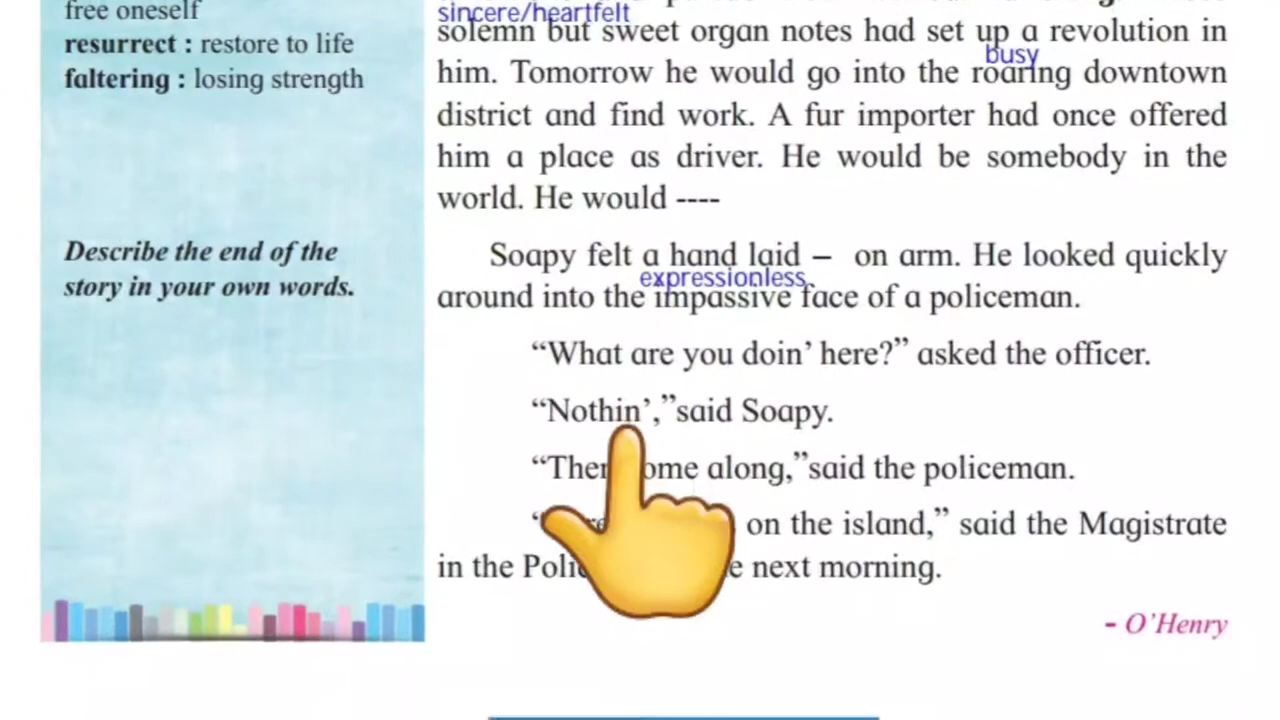 free oneself
resurrect : restore to life
faltering : losing strength
Describe the end of the
story in your own words.
sincere/heartfelt
solemn but sweet organ notes had set up a revolution in
busy
him. Tomorrow he would go into the roaring downtown
district and find work. A fur importer had once offered
him a place as driver. He would be somebody in the
world. He would ----
Soapy felt a hand laid – on arm. He looked quickly
expressionless
around into the impassive face of a policeman.
“What are you doin’ here?” asked the officer.
“Nothin’,”said Soapy.
along,”said the policeman.
on the island,” said the Magistrate
in the next morning.
- O’Henry